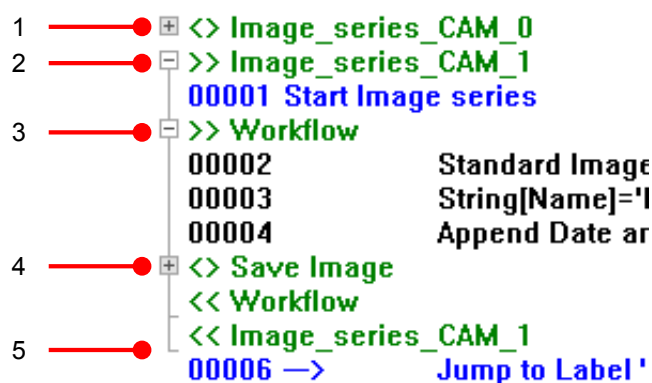 1 <> Image_series_CAM_0
2 >> Image_series_CAM_1
00001 Start Image series
3 >> Workflow
00002 Standard Image
00003 String[Name]='
00004 Append Date
4 <> Save Image
<< Workflow
<< Image_series_CAM_1
5
00006 —> Jump to Label '